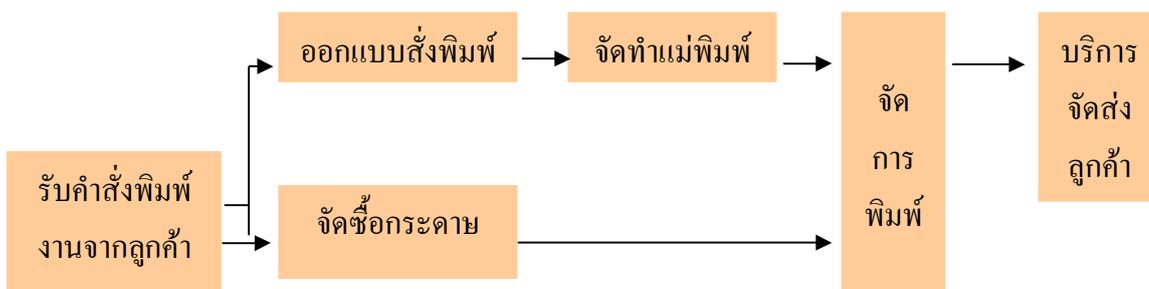 ออกแบบสั่งพิมพ์
จัดทำแม่พิมพ์
จัด
การ
พิมพ์
บริการ
จัดส่ง
ลูกค้า
รับคำสั่งพิมพ์
งานจากลูกค้า
จัดซื้อกระดาษ